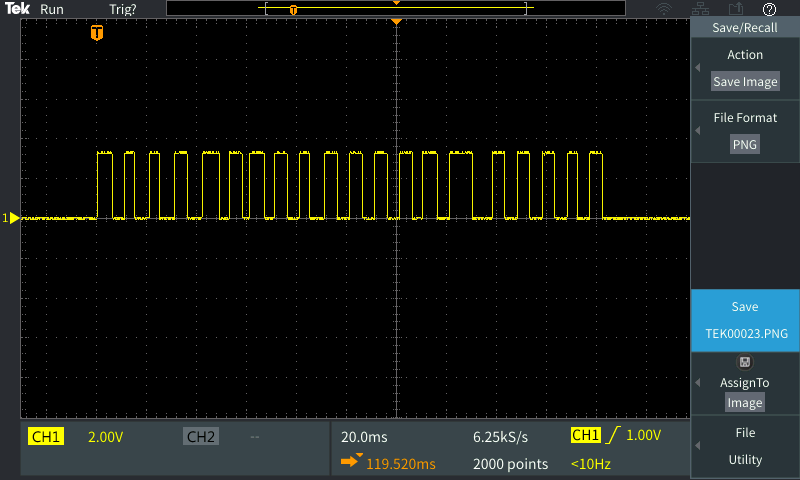 Tek Run Trig?
T
T
Save/Recall
Action
Save Image
File Format
PNG
1
Save
TEK00023.PNG
AssignTo
Image
File
Utility
CH1 2.00V CH2 -- 20.0ms 6.25kS/s CH1 1.00V
119.520ms 2000 points <10Hz